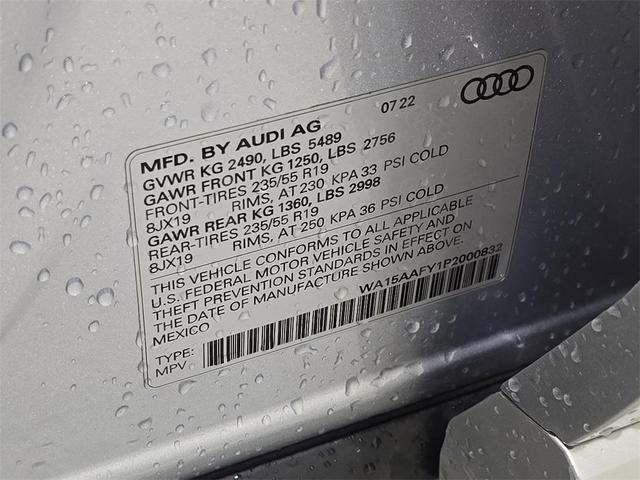 MFD. BY AUDI AG 07 22
GVWR KG 2490, LBS 5489
GAWR FRONT KG 1250, LBS 2756
FRONT-TIRES 235/55 R19
8JX19 RIMS, AT 230 KPA 33 PSI COLD
GAWR REAR KG 1360, LBS 2998
REAR-TIRES 235/55 R19
8JX19 RIMS, AT 250 KPA 36 PSI COLD
THIS VEHICLE CONFORMS TO ALL APPLICABLE
U.S. FEDERAL MOTOR VEHICLE SAFETY AND
THEFT PREVENTION STANDARDS IN EFFECT ON
THE DATE OF MANUFACTURE SHOWN ABOVE.
MEXICO WA15AAFY1P2000832
TYPE:
MPV